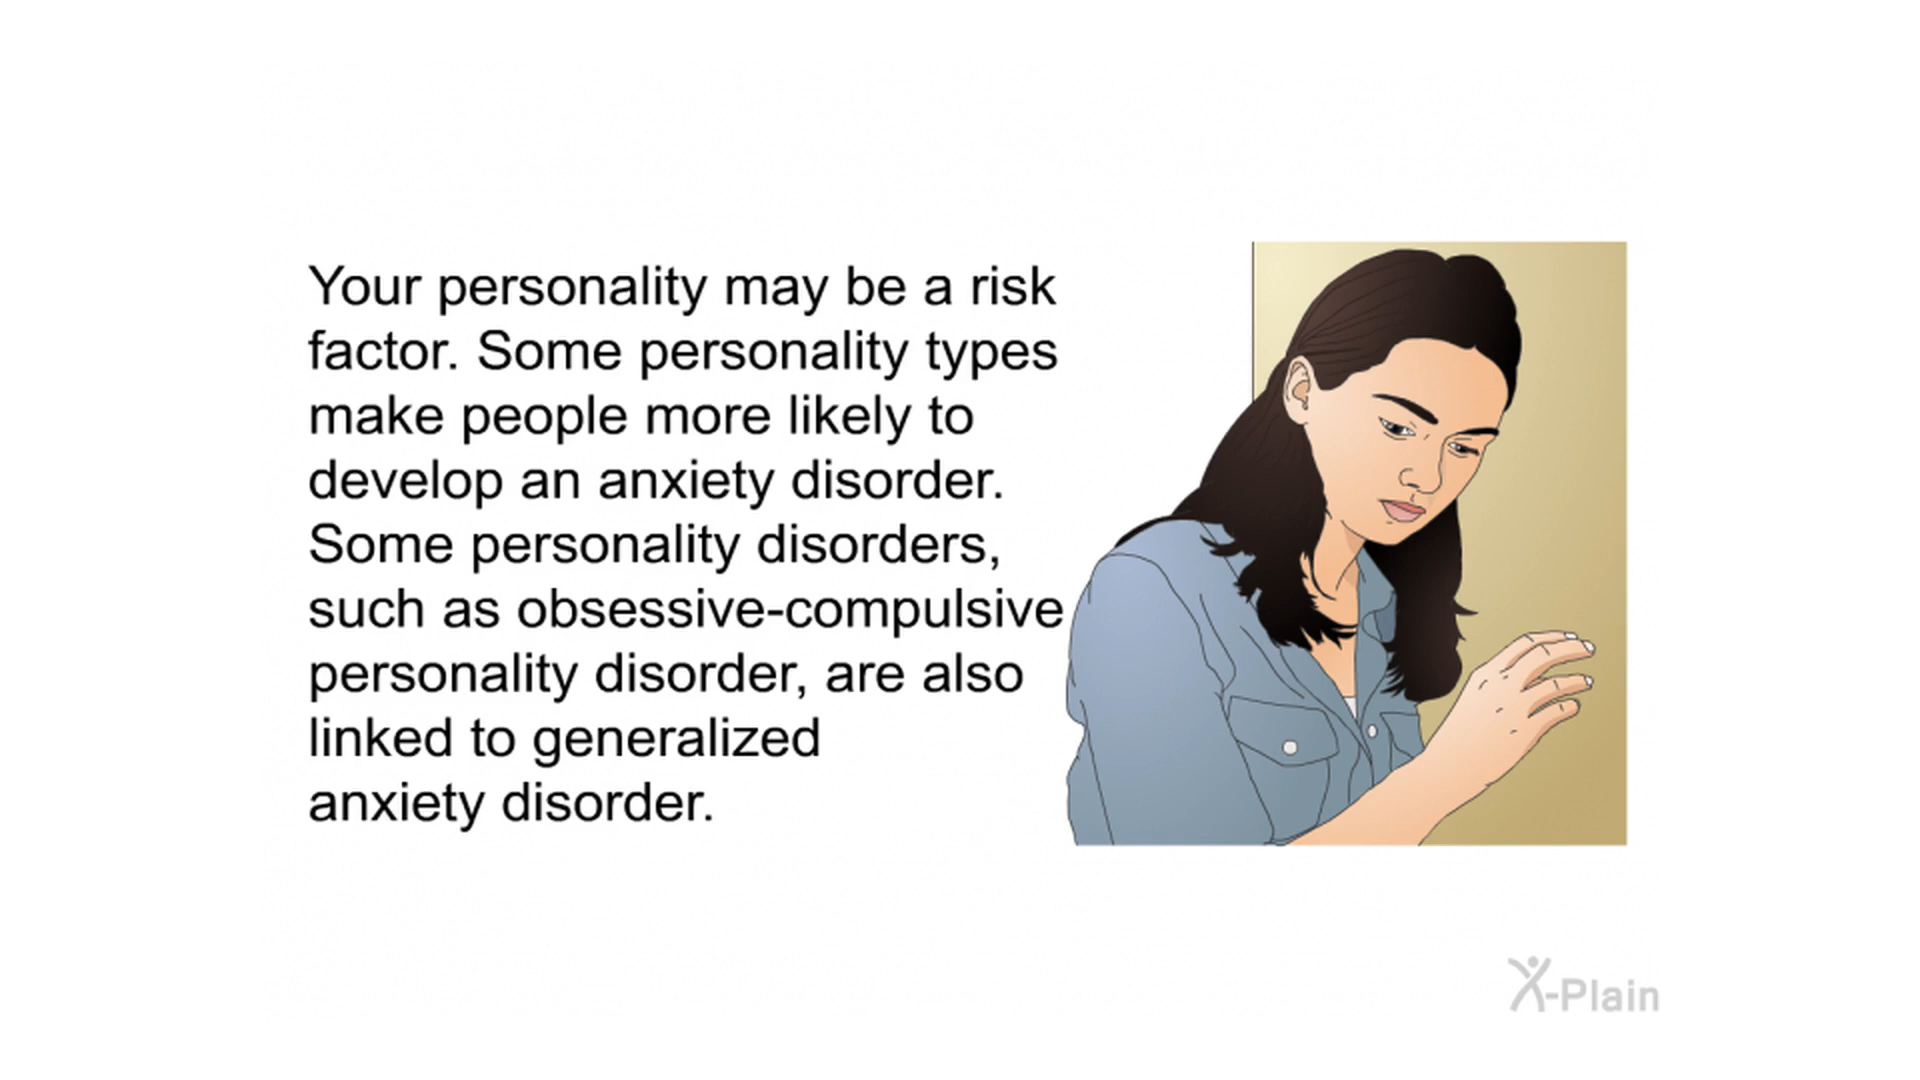 Your personality may be a risk
factor. Some personality types
make people more likely to
develop an anxiety disorder.
Some personality disorders,
such as obsessive-compulsive
personality disorder, are also
linked to generalized
anxiety disorder.
X-Plain